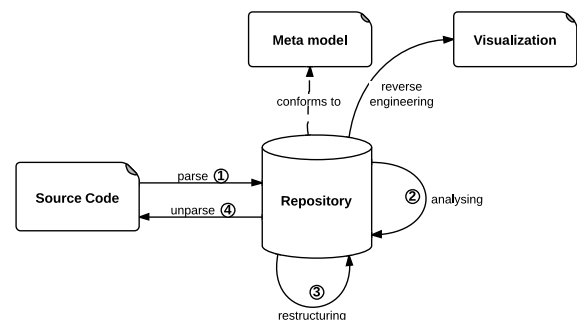 Meta model
Visualization
conforms to
reverse
engineering
Source Code
parse ①
unparse ④
Repository
② analysing
③
restructuring